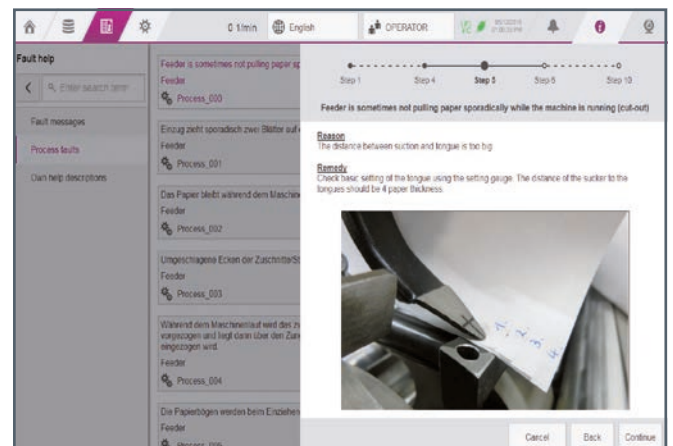 0 1/min
English
OPERATOR
Fault help
Enter search term
Fault messages
Process faults
Own help descriptions
Feeder is sometimes not pulling paper sp
Feeder
Process_000
Einzug zieht sporadisch zwei Blätter auf
Feeder
Process_001
Das Papier bleibt während dem Maschine
Feeder
Process_002
Umgeschlagene Ecken der Zuschnitte/St
Feeder
Process_003
Während dem Maschinenlauf wird das z
vorgezogen und liegt dann über den Zur
eingezogen wird.
Feeder
Process_004
Die Papierbögen werden beim Einziehen
Feeder
Step 1
Step 4
Step 5
Step 6
Step 10
Feeder is sometimes not pulling paper sporadically while the machine is running (cut-out)
Reason
The distance between suction and tongue is too big
Remedy
Check basic setting of the tongue using the setting gauge. The distance of the sucker to the
tongues should be 4 paper thickness
1.
2.
3.
4.
Cancel
Back
Continue